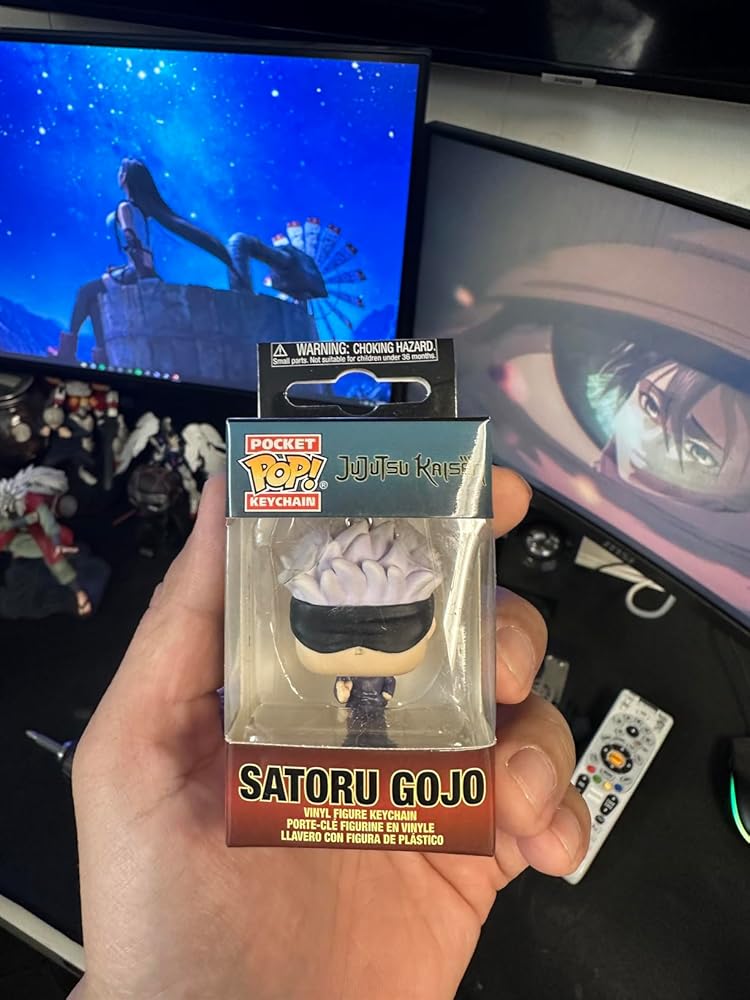 WARNING: CHOKING HAZARD.
Small parts. Not suitable for children under 36 months.
POCKET
POP!®
KEYCHAIN
JUJUTSU KAISEN
SATORU GOJO
VINYL FIGURE KEYCHAIN
PORTE-CLÉ FIGURINE EN VINYLE
LLAVERO CON FIGURA DE PLÁSTICO